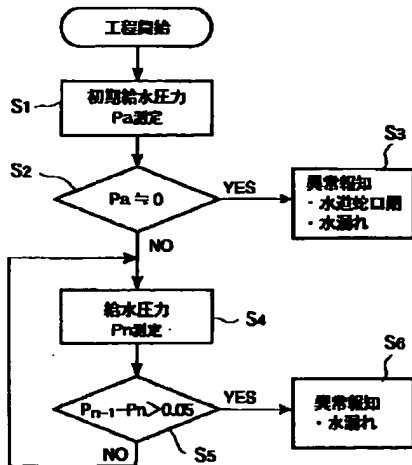 工程開始
S1
初期給水圧力
Pa測定
S2
Pa≒0
YES
S3
異常報知
・水道蛇口閉
・水漏れ
NO
給水圧力
Pn測定
S4
Pn-1-Pn>0.05
YES
S6
異常報知
・水漏れ
NO
S5